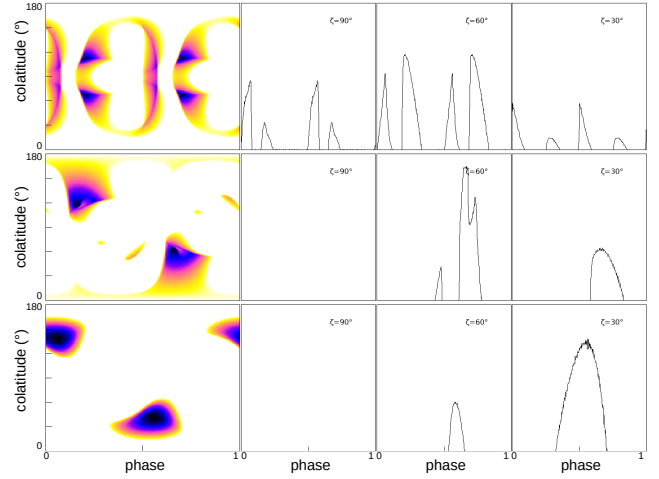 180
colatitude (°)
0
ζ=90°
ζ=60°
ζ=30°
180
colatitude (°)
0
ζ=90°
ζ=60°
ζ=30°
180
colatitude (°)
0
ζ=90°
ζ=60°
ζ=30°
0 1 0 1 0 1 0 1
phase phase phase phase